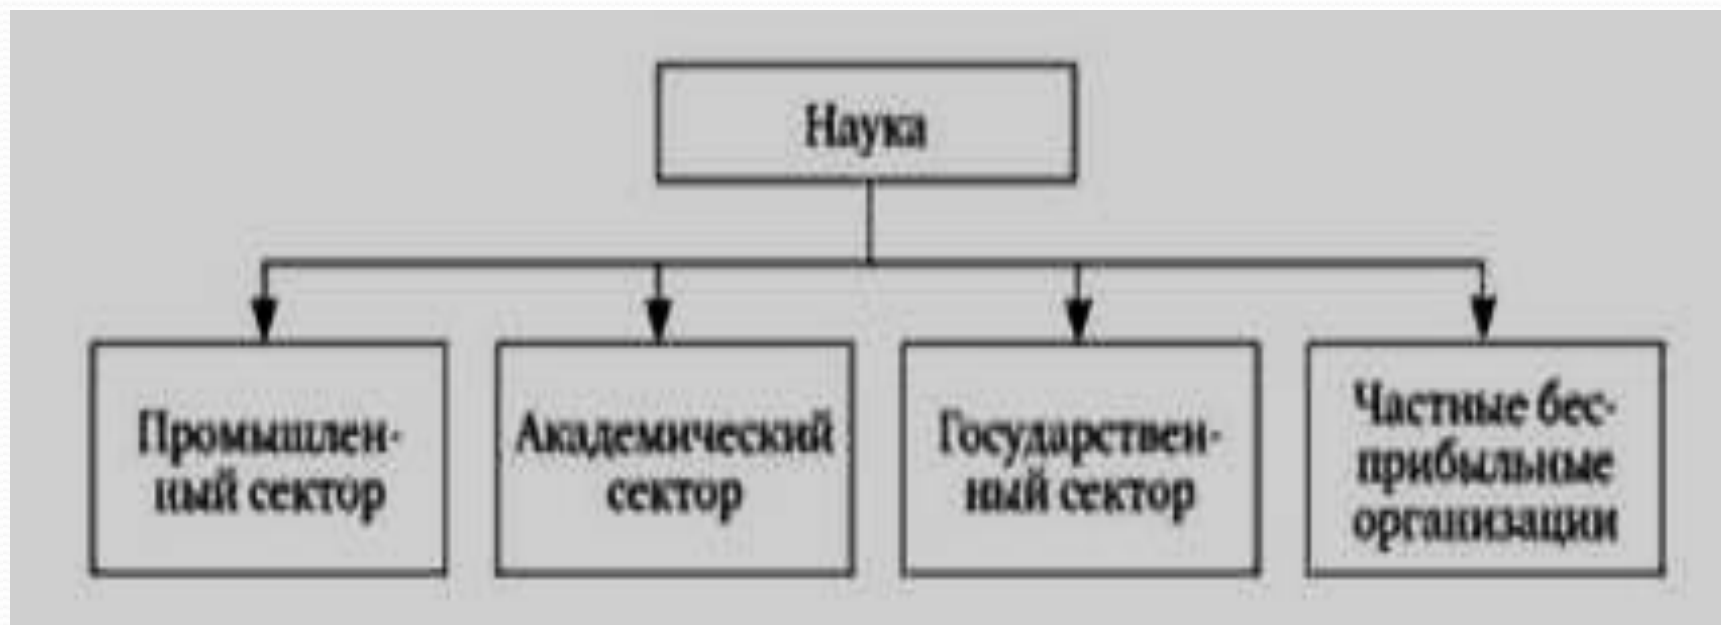 Наука
Промышлен-
ный сектор
Академический
сектор
Государствен-
ный сектор
Частные бес-
прибыльные
организации